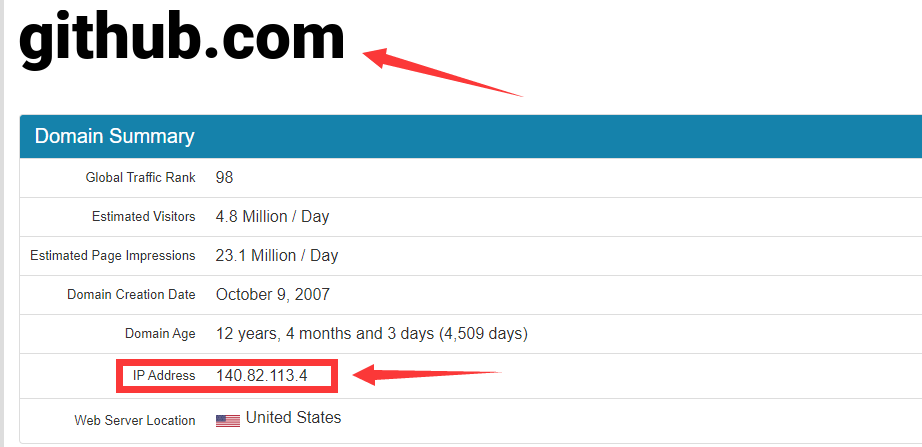 github.com
Domain Summary
Global Traffic Rank 98
Estimated Visitors 4.8 Million / Day
Estimated Page Impressions 23.1 Million / Day
Domain Creation Date October 9, 2007
Domain Age 12 years, 4 months and 3 days (4,509 days)
IP Address 140.82.113.4
Web Server Location United States